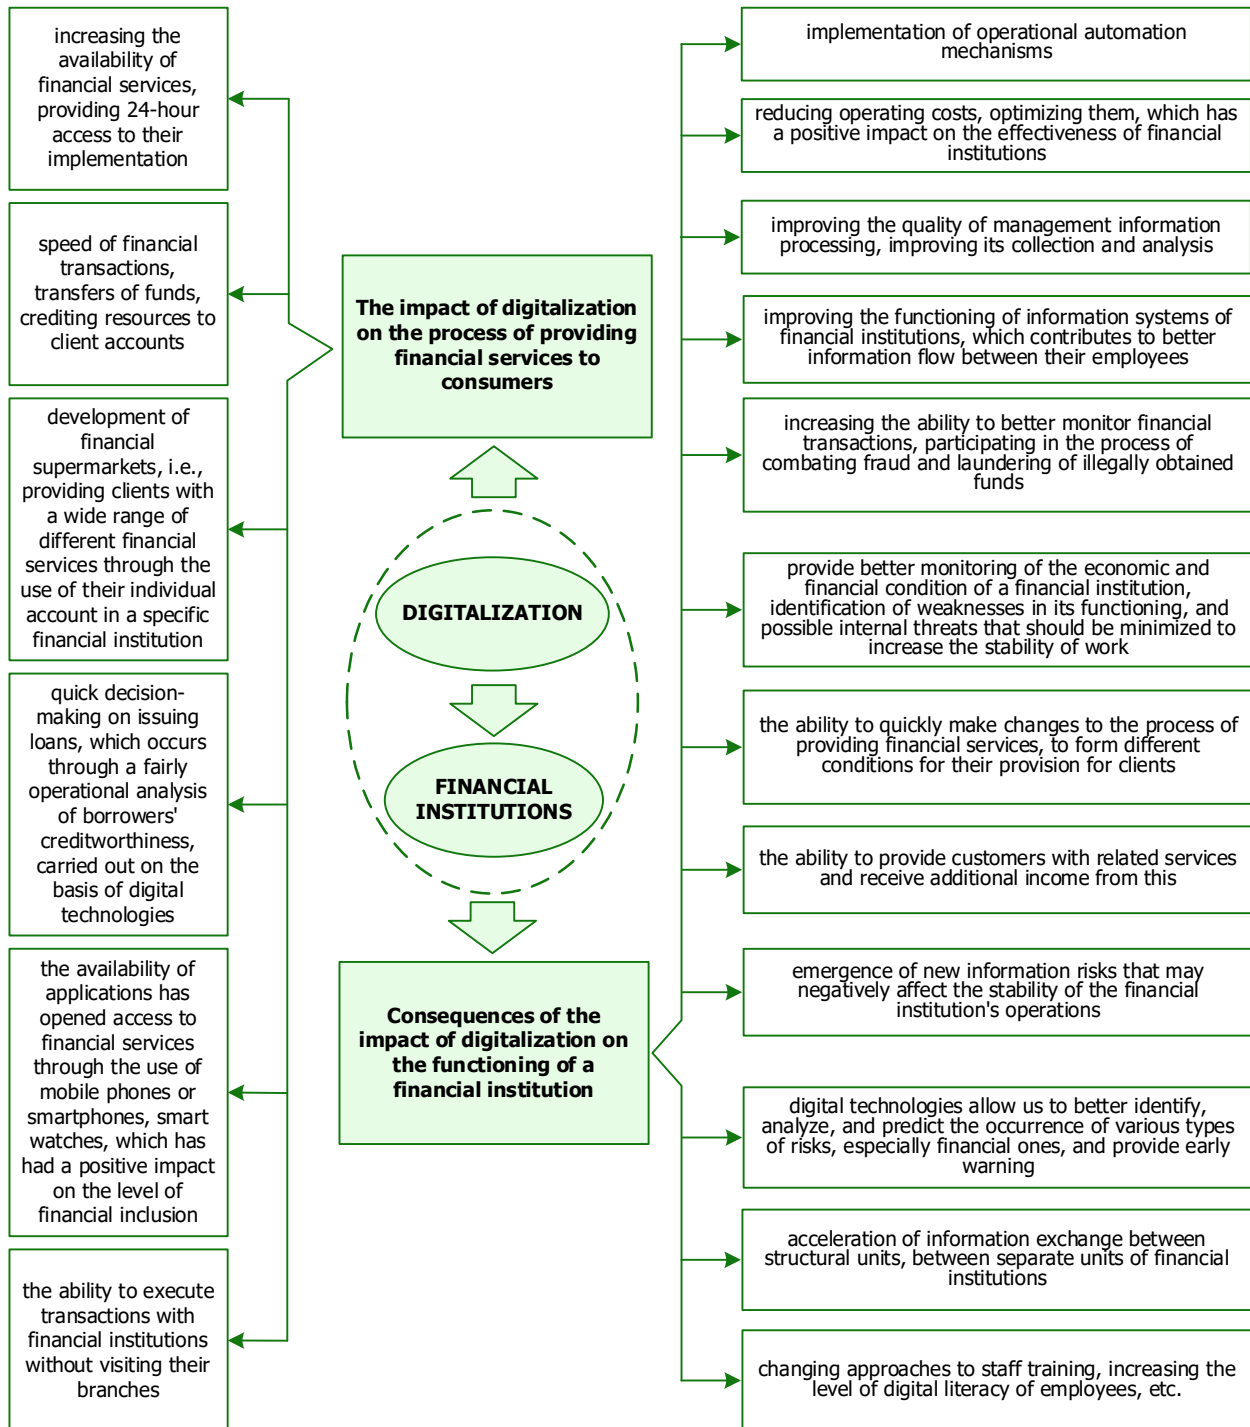 increasing the
availability of
financial services,
providing 24-hour
access to their
implementation
speed of financial
transactions,
transfers of funds,
crediting resources to
client accounts
development of
financial
supermarkets, i.e.,
providing clients with
a wide range of
different financial
services through the
use of their individual
account in a specific
financial institution
quick decision-
making on issuing
loans, which occurs
through a fairly
operational analysis
of borrowers'
creditworthiness,
carried out on the
basis of digital
technologies
the availability of
applications has
opened access to
financial services
through the use of
mobile phones or
smartphones, smart
watches, which has
had a positive impact
on the level of
financial inclusion
the ability to execute
transactions with
financial institutions
without visiting their
branches
The impact of digitalization
on the process of providing
financial services to
consumers
DIGITALIZATION
FINANCIAL
INSTITUTIONS
Consequences of the
impact of digitalization on
the functioning of a
financial institution
implementation of operational automation
mechanisms
reducing operating costs, optimizing them, which has
a positive impact on the effectiveness of financial
institutions
improving the quality of management information
processing, improving its collection and analysis
improving the functioning of information systems of
financial institutions, which contributes to better
information flow between their employees
increasing the ability to better monitor financial
transactions, participating in the process of
combating fraud and laundering of illegally obtained
funds
provide better monitoring of the economic and
financial condition of a financial institution,
identification of weaknesses in its functioning, and
possible internal threats that should be minimized to
increase the stability of work
the ability to quickly make changes to the process of
providing financial services, to form different
conditions for their provision for clients
the ability to provide customers with related services
and receive additional income from this
emergence of new information risks that may
negatively affect the stability of the financial
institution's operations
digital technologies allow us to better identify,
analyze, and predict the occurrence of various types
of risks, especially financial ones, and provide early
warning
acceleration of information exchange between
structural units, between separate units of financial
institutions
changing approaches to staff training, increasing the
level of digital literacy of employees, etc.